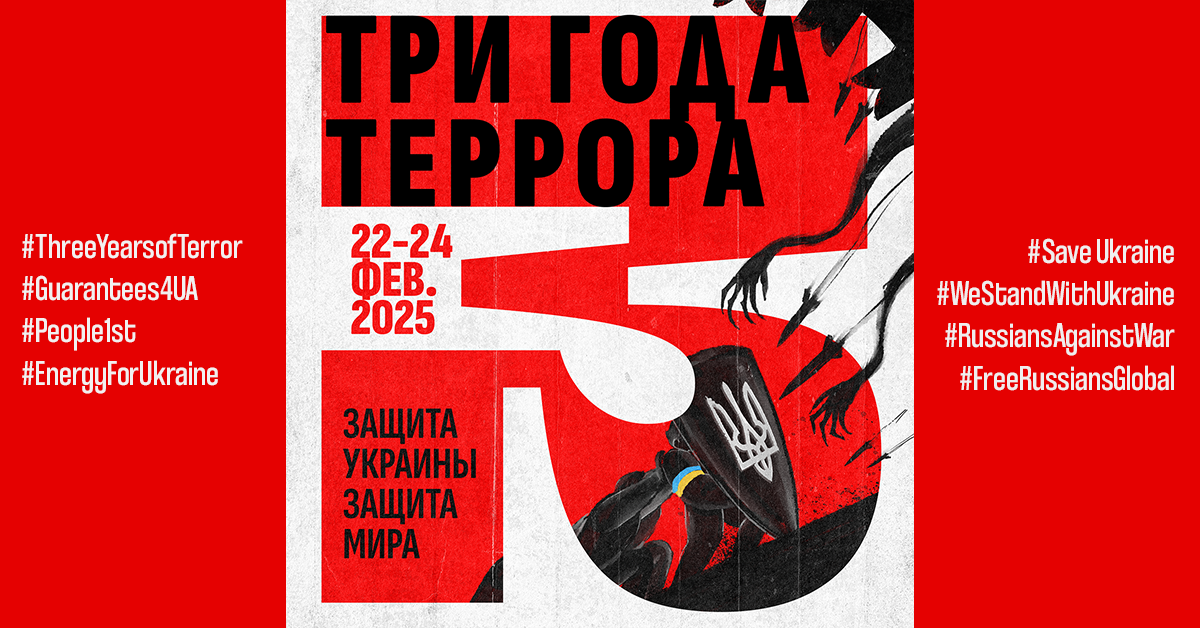 #ThreeYearsofTerror
#Guarantees4UA
#People1st
#EnergyForUkraine
ТРИ ГОДА
ТЕРРОРА
22–24
ФЕВ.
2025
3
ЗАЩИТА
УКРАИНЫ
ЗАЩИТА
МИРА
#Save Ukraine
#WeStandWithUkraine
#RussiansAgainstWar
#FreeRussiansGlobal